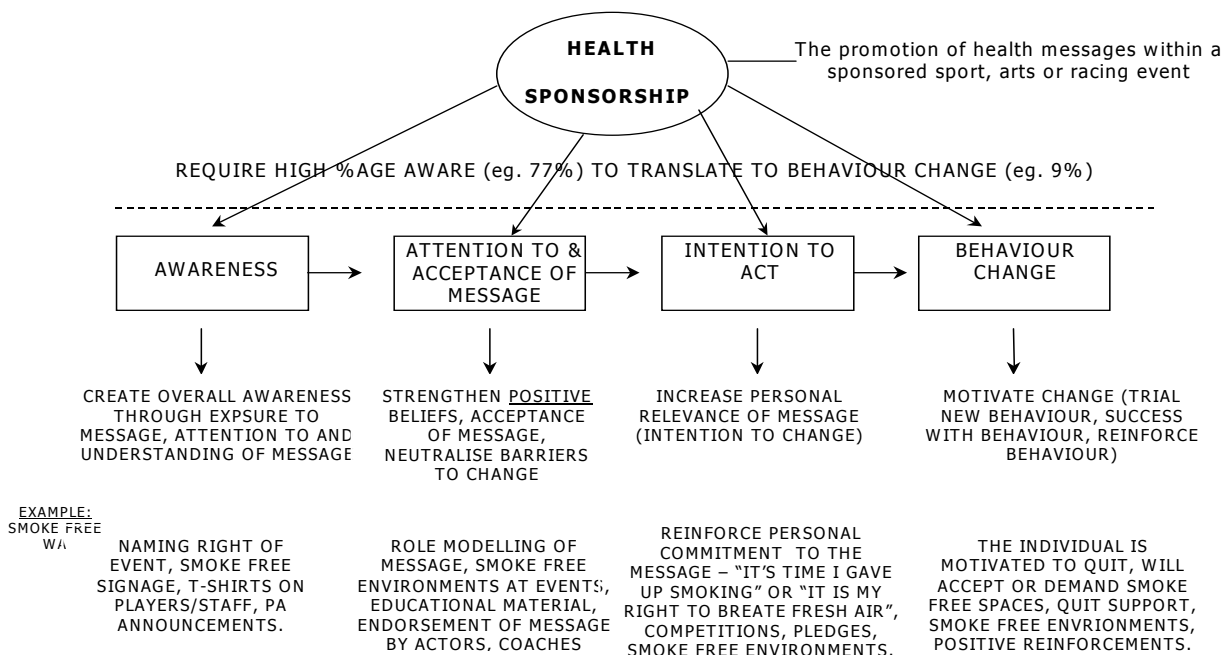 HEALTH
SPONSORSHIP
The promotion of health messages within a
sponsored sport, arts or racing event
REQUIRE HIGH %AGE AWARE (eg. 77%) TO TRANSLATE TO BEHAVIOUR CHANGE (eg. 9%)
AWARENESS
ATTENTION TO &
ACCEPTANCE OF
MESSAGE
INTENTION TO
ACT
BEHAVIOUR
CHANGE
CREATE OVERALL AWARENESS
THROUGH EXPSURE TO
MESSAGE, ATTENTION TO AND
UNDERSTANDING OF MESSAGE
STRENGTHEN POSITIVE
BELIEFS, ACCEPTANCE
OF MESSAGE,
NEUTRALISE BARRIERS
TO CHANGE
INCREASE PERSONAL
RELEVANCE OF MESSAGE
(INTENTION TO CHANGE)
MOTIVATE CHANGE (TRIAL
NEW BEHAVIOUR, SUCCESS
WITH BEHAVIOUR, REINFORCE
BEHAVIOUR)
EXAMPLE:
SMOKE FREE
WA
NAMING RIGHT OF
EVENT, SMOKE FREE
SIGNAGE, T-SHIRTS ON
PLAYERS/STAFF, PA
ANNOUNCEMENTS.
ROLE MODELLING OF
MESSAGE, SMOKE FREE
ENVIRONMENTS AT EVENTS,
EDUCATIONAL MATERIAL,
ENDORSEMENT OF MESSAGE
BY ACTORS, COACHES
REINFORCE PERSONAL
COMMITMENT TO THE
MESSAGE – “IT’S TIME I GAVE
UP SMOKING” OR “IT IS MY
RIGHT TO BREATE FRESH AIR”,
COMPETITIONS, PLEDGES,
SMOKE FREE ENVIRONMENTS.
THE INDIVIDUAL IS
MOTIVATED TO QUIT, WILL
ACCEPT OR DEMAND SMOKE
FREE SPACES, QUIT SUPPORT,
SMOKE FREE ENVRIONMENTS,
POSITIVE REINFORCEMENTS.